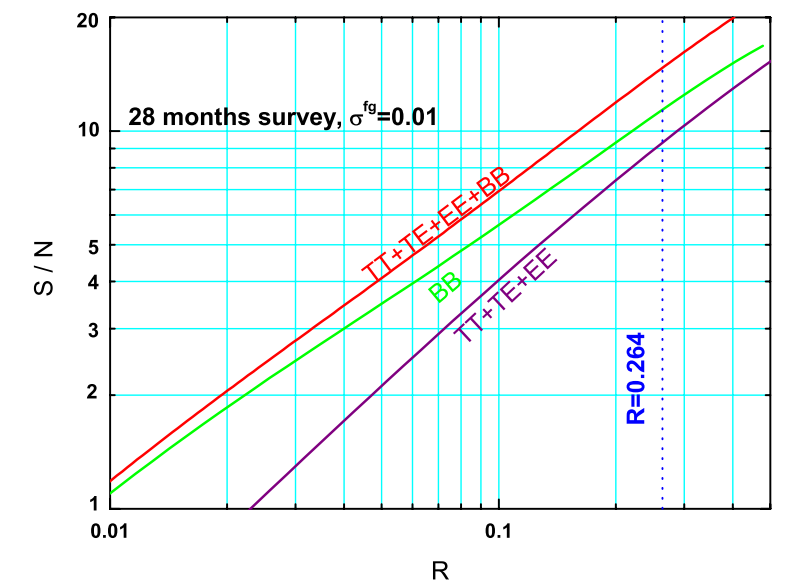 20
28 months survey, σfg=0.01
10
TT+TE+EE+BB
5
S / N
4
BB
TT+TE+EE
3
R=0.264
2
1
0.01
0.1
R